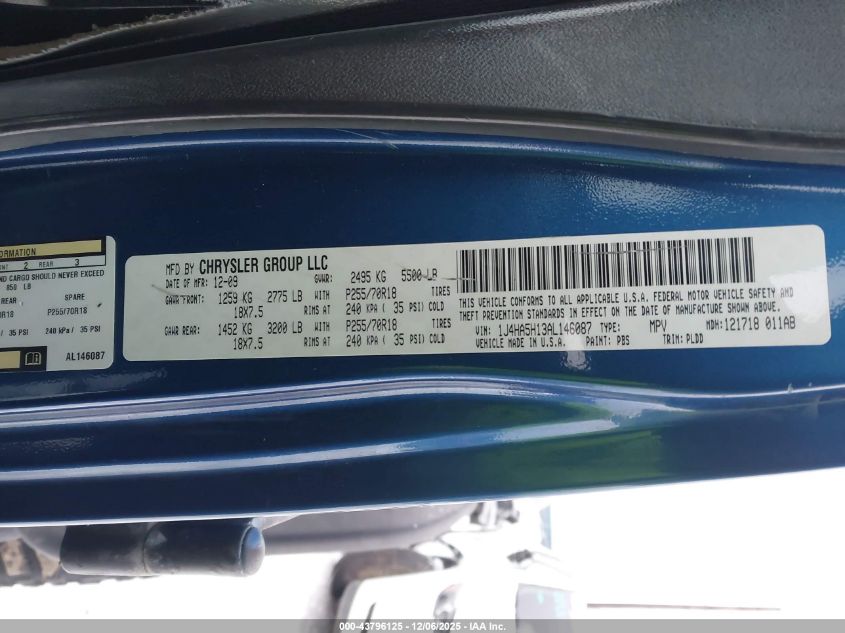 ORMATION
2 REAR 3
ND CARGO SHOULD NEVER EXCEED
850 LB
REAR SPARE
0R18 P255/70R18
35 PSI 240 kPa / 35 PSI
AL146087
MFD BY CHRYSLER GROUP LLC
DATE OF MFR: 12-09 GVWR: 2495 KG 5500 LB
GAWR FRONT: 1259 KG 2775 LB WITH P255/70R18 TIRES
18X7.5 RIMS AT 240 KPA ( 35 PSI) COLD
GAWR REAR: 1452 KG 3200 LB WITH P255/70R18 TIRES
18X7.5 RIMS AT 240 KPA ( 35 PSI) COLD
THIS VEHICLE CONFORMS TO ALL APPLICABLE U.S.A. FEDERAL MOTOR VEHICLE SAFETY AND
THEFT PREVENTION STANDARDS IN EFFECT ON THE DATE OF MANUFACTURE SHOWN ABOVE.
VIN: 1J4HA5H13AL146087 TYPE: MPV MDH: 121718 011AB
VEHICLE MADE IN U.S.A. PAINT: PBS TRIM: PLDD
000-43796125 - 12/06/2025 - IAA Inc.